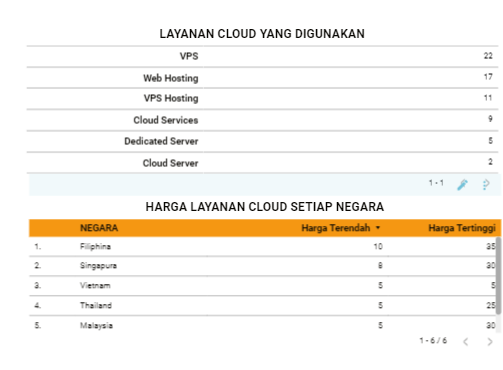 LAYANAN CLOUD YANG DIGUNAKAN
VPS 22
Web Hosting 17
VPS Hosting 11
Cloud Services 9
Dedicated Server 5
Cloud Server 2
1 - 1
HARGA LAYANAN CLOUD SETIAP NEGARA
NEGARA Harga Terendah Harga Tertinggi
1. Filiphina 10 35
2. Singapura 8 30
3. Vietnam 5 5
4. Thailand 5 25
5. Malaysia 5 30
1 - 6 / 6